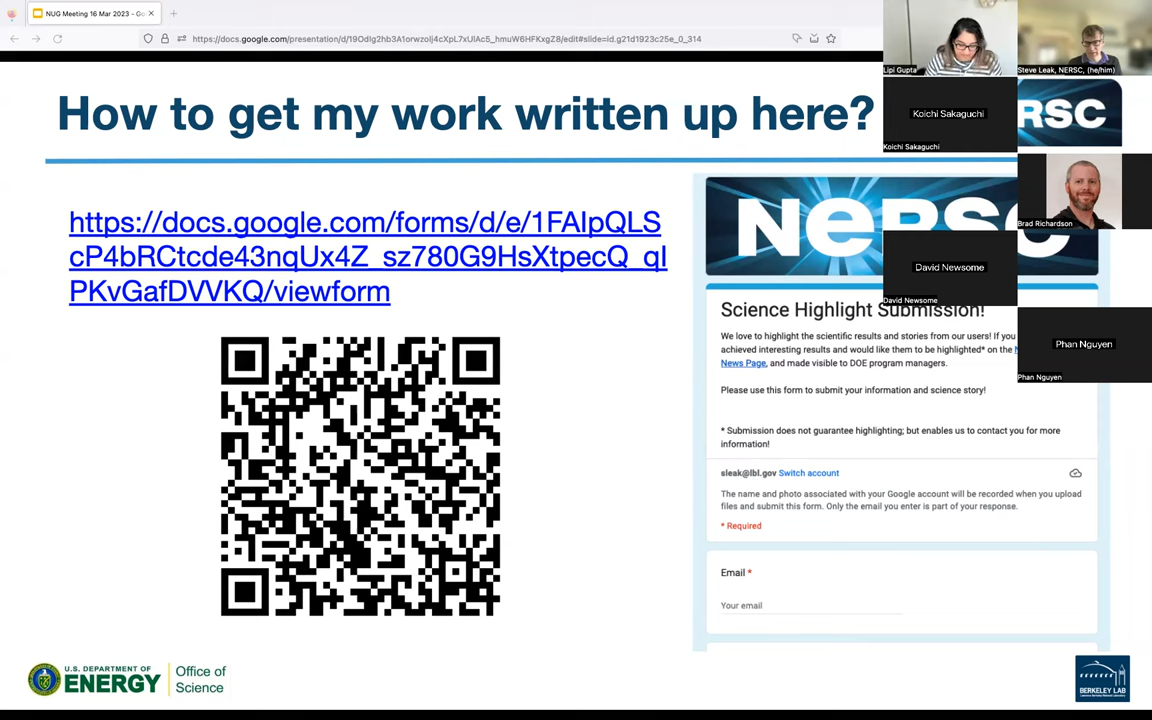 NUG Meeting 16 Mar 2023 - Go
https://docs.google.com/presentation/d/19OdIg2hb3A1orwzoIj4cXpL7xUlAc5_hmuW6HFKxgZ8/edit#slide=id.g21d1923c25e_0_314
Lipi Gupta
Steve Leak, NERSC, (he/him)
Koichi Sakaguchi
Koichi Sakaguchi
RSC
Brad Richardson
David Newsome
David Newsome
Phan Nguyen
Phan Nguyen
How to get my work written up here?
https://docs.google.com/forms/d/e/1FAIpQLS
cP4bRCtcde43nqUx4Z_sz780G9HsXtpecQ_qI
PKvGafDVVKQ/viewform
NERSC
Science Highlight Submission!
We love to highlight the scientific results and stories from our users! If you
achieved interesting results and would like them to be highlighted* on the
News Page, and made visible to DOE program managers.
Please use this form to submit your information and science story!
* Submission does not guarantee highlighting; but enables us to contact you for more
information!
sleak@lbl.gov Switch account
The name and photo associated with your Google account will be recorded when you upload
files and submit this form. Only the email you enter is part of your response.
* Required
Email *
Your email
U.S. DEPARTMENT OF
ENERGY
Office of
Science
BERKELEY LAB